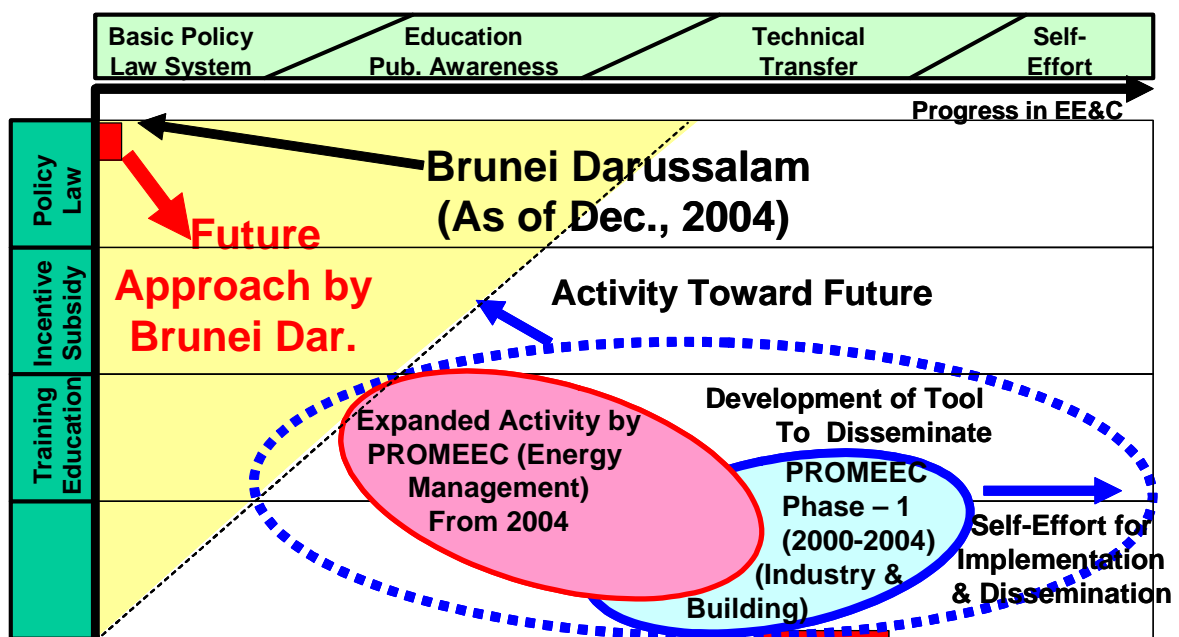 Basic Policy
Law System
Education
Pub. Awareness
Technical
Transfer
Self-
Effort
Progress in EE&C
Policy
Law
Brunei Darussalam
(As of Dec., 2004)
Future
Approach by
Brunei Dar.
Incentive
Subsidy
Activity Toward Future
Training
Education
Expanded Activity by
PROMEEC (Energy
Management)
From 2004
Development of Tool
To Disseminate
PROMEEC
Phase – 1
(2000-2004)
(Industry &
Building)
Self-Effort for
Implementation
& Dissemination